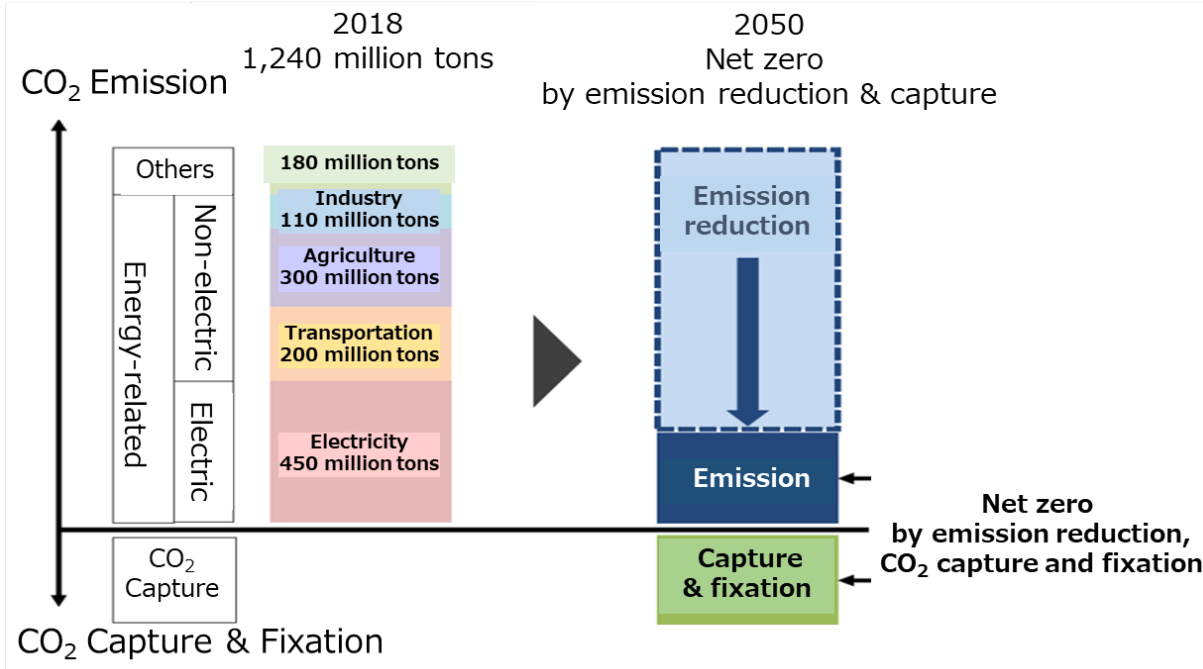 2018
1,240 million tons
2050
Net zero
by emission reduction & capture
CO₂ Emission
Others
Energy-related
Non-electric
Electric
180 million tons
Industry
110 million tons
Agriculture
300 million tons
Transportation
200 million tons
Electricity
450 million tons
Emission
reduction
Emission
Net zero
by emission reduction,
CO₂ capture and fixation
CO₂
Capture
Capture
& fixation
CO₂ Capture & Fixation